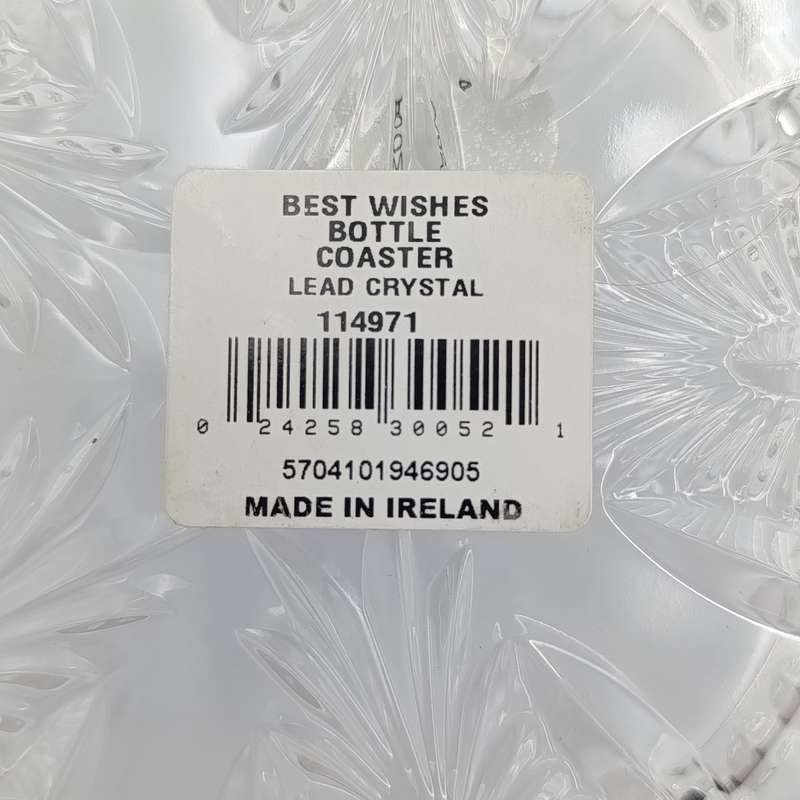 BEST WISHES
BOTTLE
COASTER
LEAD CRYSTAL
114971
0 24258 30052 1
5704101946905
MADE IN IRELAND